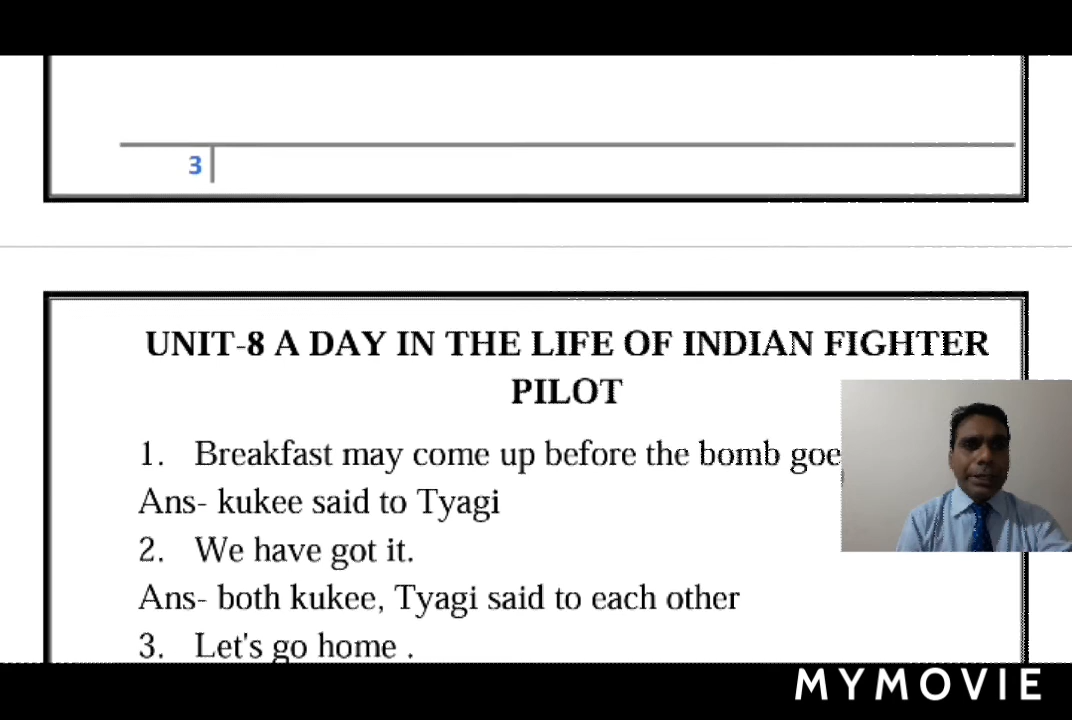 3
UNIT-8 A DAY IN THE LIFE OF INDIAN FIGHTER
PILOT
1. Breakfast may come up before the bomb goe
Ans- kukee said to Tyagi
2. We have got it.
Ans- both kukee, Tyagi said to each other
3. Let's go home .
MYMOVIE